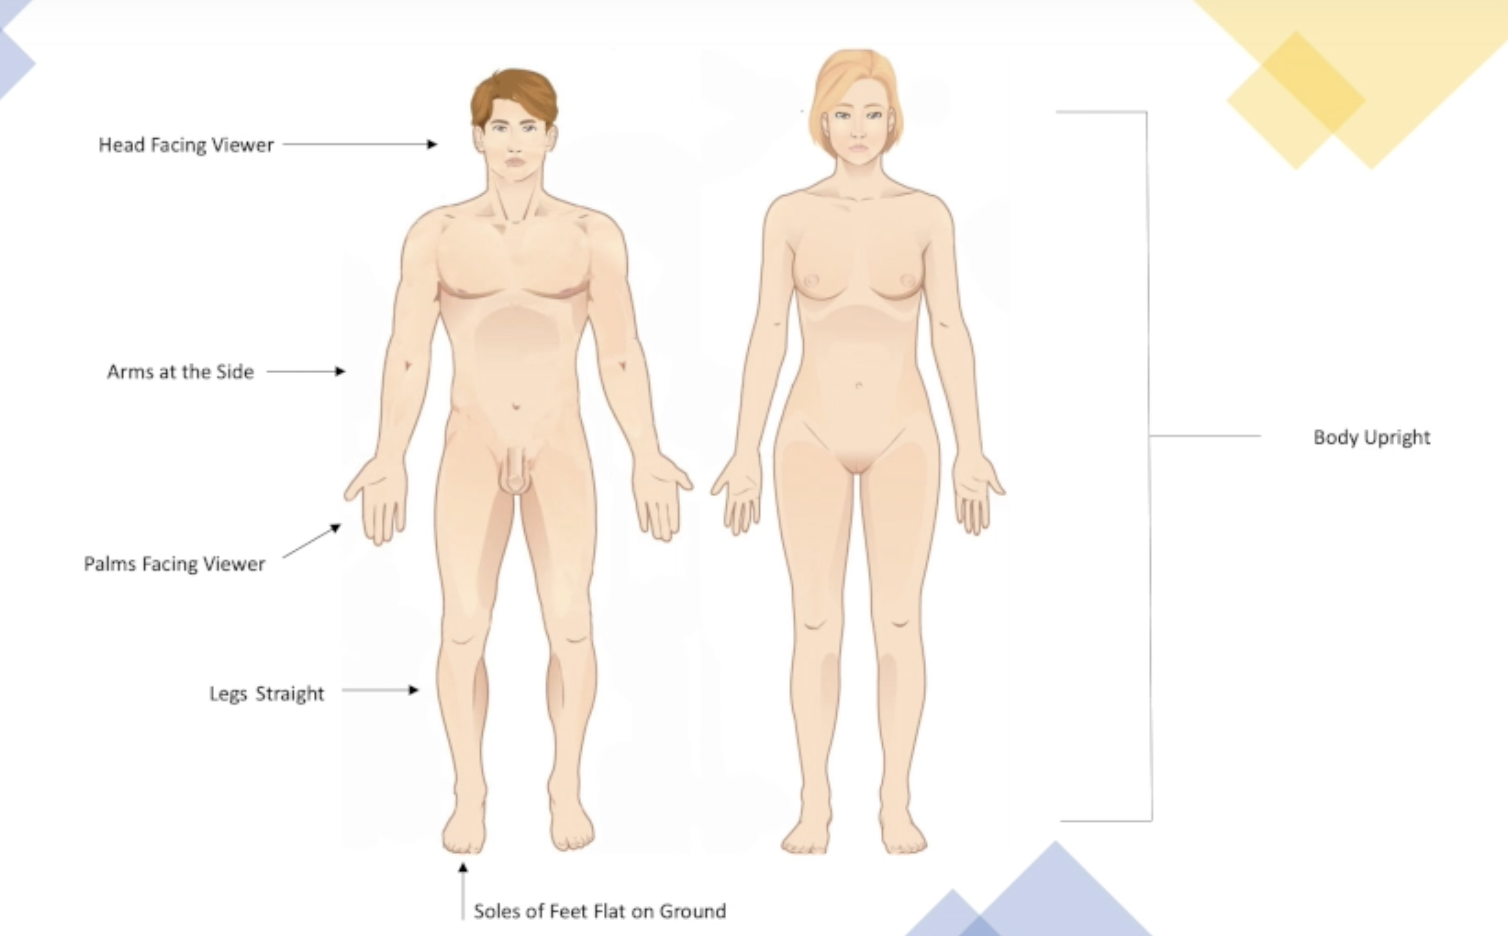 Head Facing Viewer
Arms at the Side
Body Upright
Palms Facing Viewer
Legs Straight
Soles of Feet Flat on Ground